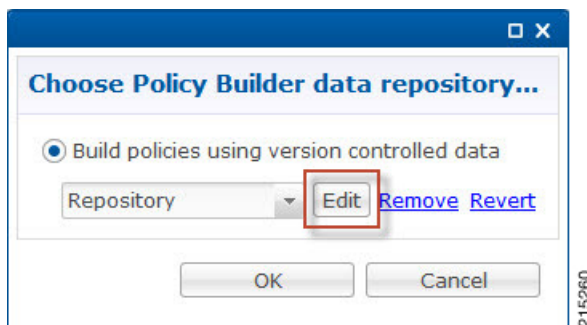 Choose Policy Builder data repository...
Build policies using version controlled data
Repository Edit Remove Revert
OK Cancel
215260